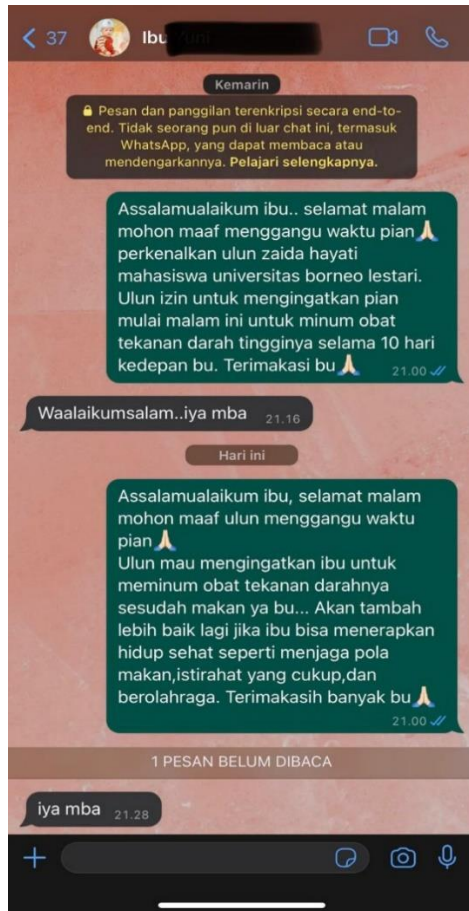 37
Ibu
Kemarin
Pesan dan panggilan terenkripsi secara end-to-
end. Tidak seorang pun di luar chat ini, termasuk
WhatsApp, yang dapat membaca atau
mendengarkannya. Pelajari selengkapnya.
Assalamualaikum ibu.. selamat malam
mohon maaf menggangu waktu pian🙏🏻
perkenalkan ulun zaida hayati
mahasiswa universitas borneo lestari.
Ulun izin untuk mengingatkan pian
mulai malam ini untuk minum obat
tekanan darah tingginya selama 10 hari
kedepan bu. Terimakasi bu🙏🏻
21.00
Waalaikumsalam..iya mba 21.16
Hari ini
Assalamualaikum ibu, selamat malam
mohon maaf ulun menggangu waktu
pian🙏🏻
Ulun mau mengingatkan ibu untuk
meminum obat tekanan darahnya
sesudah makan ya bu... Akan tambah
lebih baik lagi jika ibu bisa menerapkan
hidup sehat seperti menjaga pola
makan,istirahat yang cukup,dan
berolahraga. Terimakasih banyak bu🙏🏻
21.00
1 PESAN BELUM DIBACA
iya mba 21.28